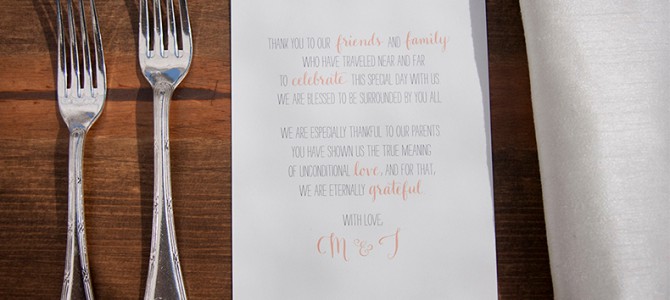 THANK YOU TO OUR friends AND family
WHO HAVE TRAVELED NEAR AND FAR
TO celebrate THIS SPECIAL DAY WITH US
WE ARE BLESSED TO BE SURROUNDED BY YOU ALL
WE ARE ESPECIALLY THANKFUL TO OUR PARENTS
YOU HAVE SHOWN US THE TRUE MEANING
OF UNCONDITIONAL love, AND FOR THAT,
WE ARE ETERNALLY grateful
WITH LOVE,
CM & J